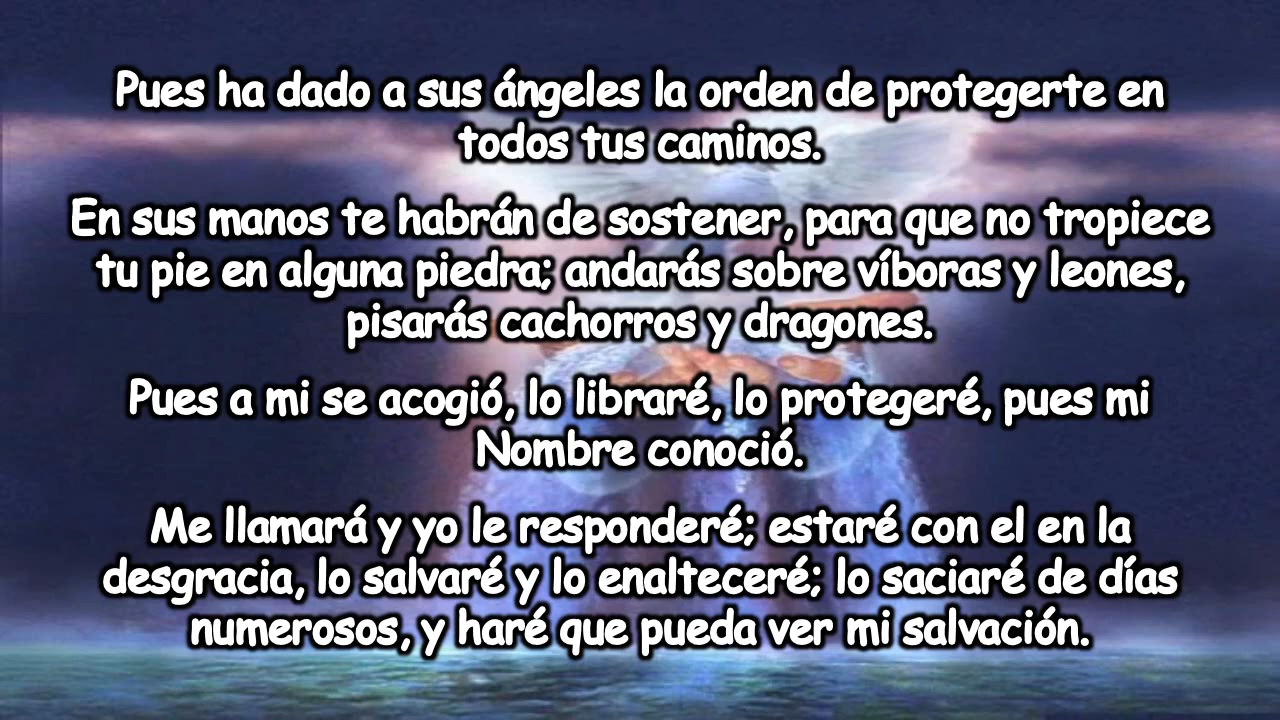 Pues ha dado a sus ángeles la orden de protegerte en
todos tus caminos.
En sus manos te habrán de sostener, para que no tropiece
tu pie en alguna piedra; andarás sobre víboras y leones,
pisarás cachorros y dragones.
Pues a mi se acogió, lo libraré, lo protegeré, pues mi
Nombre conoció.
Me llamará y yo le responderé; estaré con el en la
desgracia, lo salvaré y lo enalteceré; lo saciaré de días
numerosos, y haré que pueda ver mi salvación.